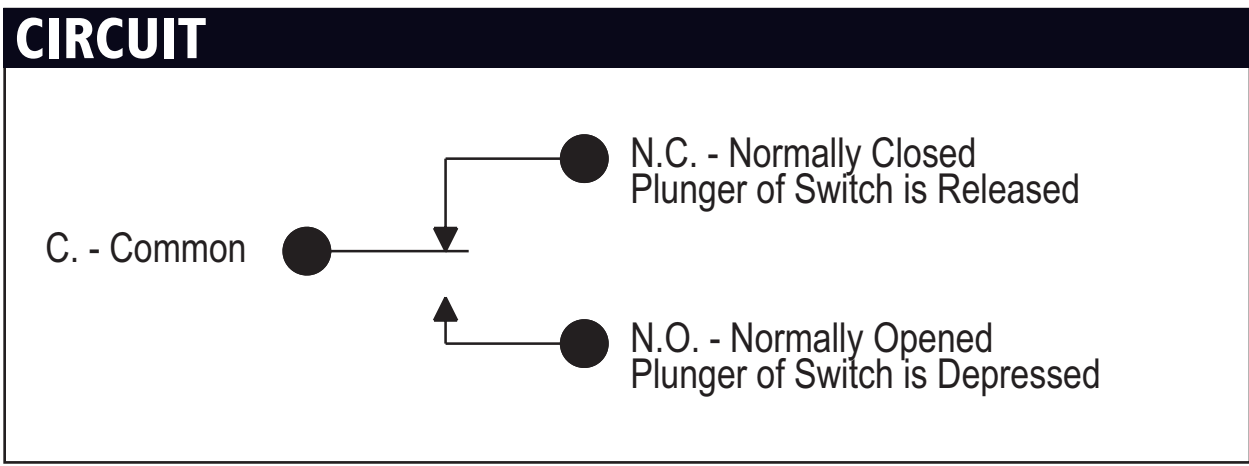 CIRCUIT
N.C. - Normally Closed
Plunger of Switch is Released
C. - Common
N.O. - Normally Opened
Plunger of Switch is Depressed